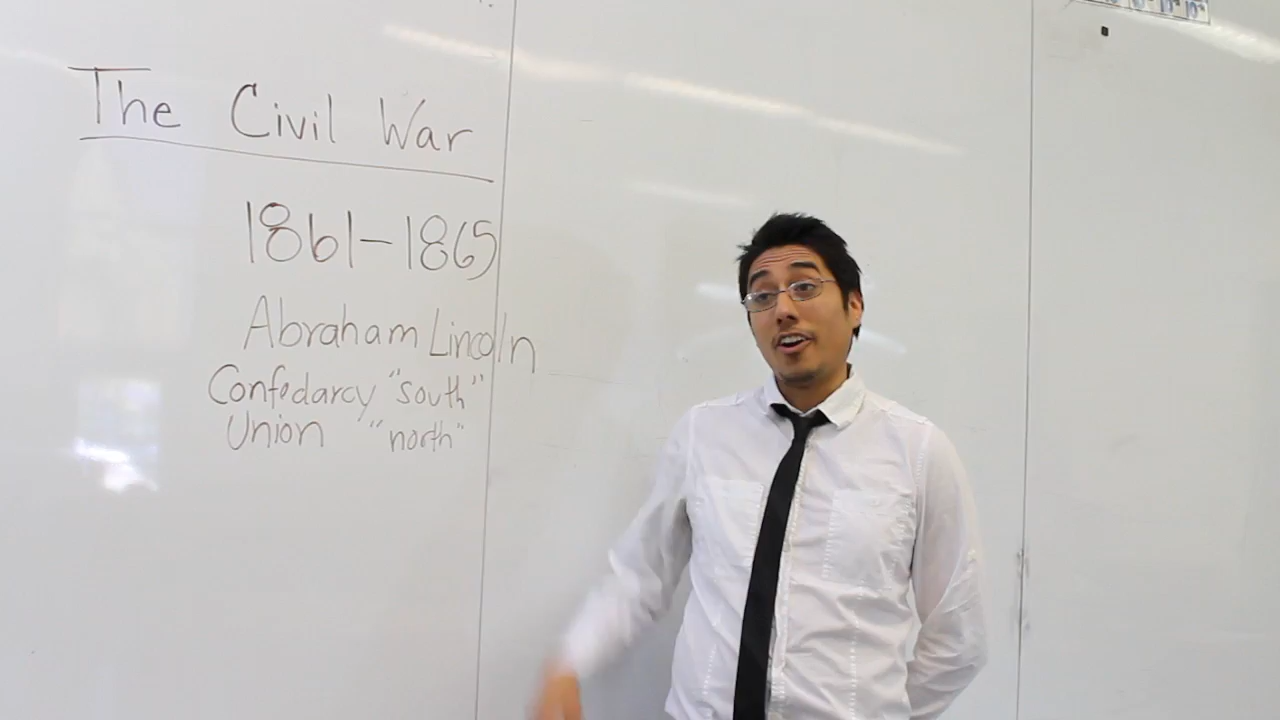 The Civil War
1861-1865
Abraham Lincoln
Confedarcy "south"
Union "north"